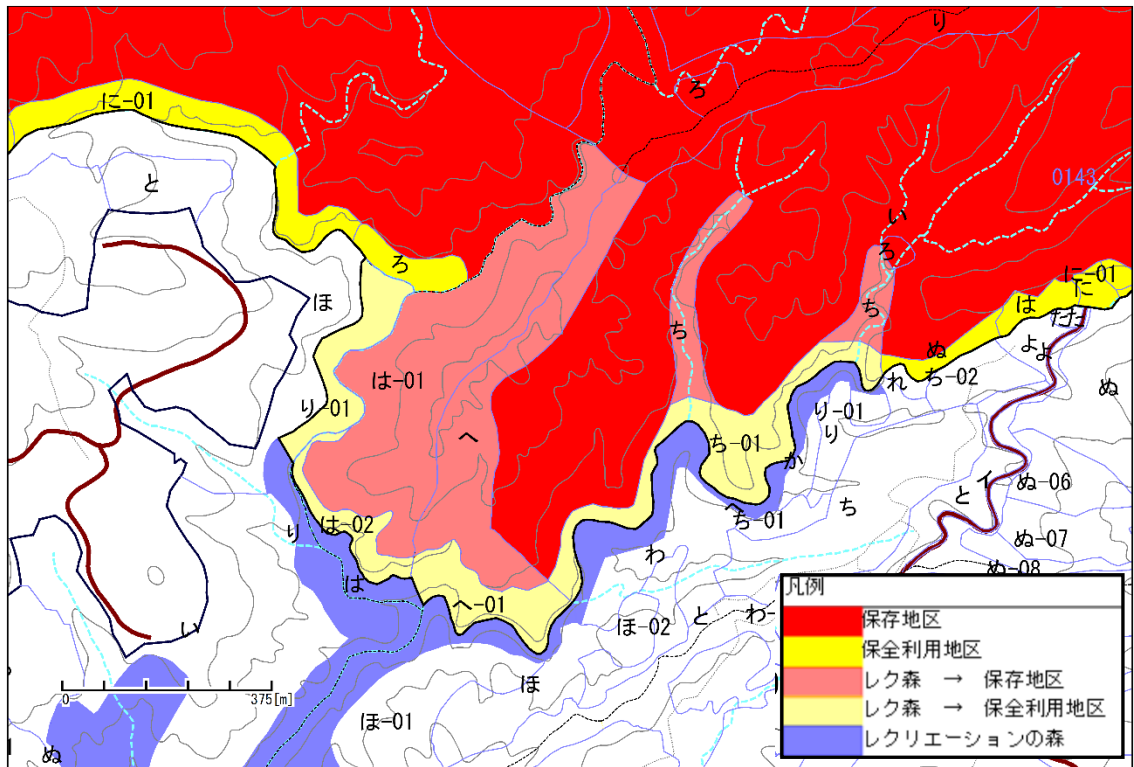 り
に-01
ろ
と
0143
い
ろ
に-01
に
は
たた
ろ
ほ
ち
ち
よよ
ぬ
ち-02
れ
ぬ
は-01
り-01
り-01
り
へ
ち-01
か
イ
と
ぬ-06
へ
ち-01
ち
は-02
り
わ
ぬ-07
ぬ-08
は
へ-01
い
ほ-02
と
わ-
ほ
0
375[m]
ほ-01
ぬ
凡例
保存地区
保全利用地区
レク森 → 保存地区
レク森 → 保全利用地区
レクリエーションの森